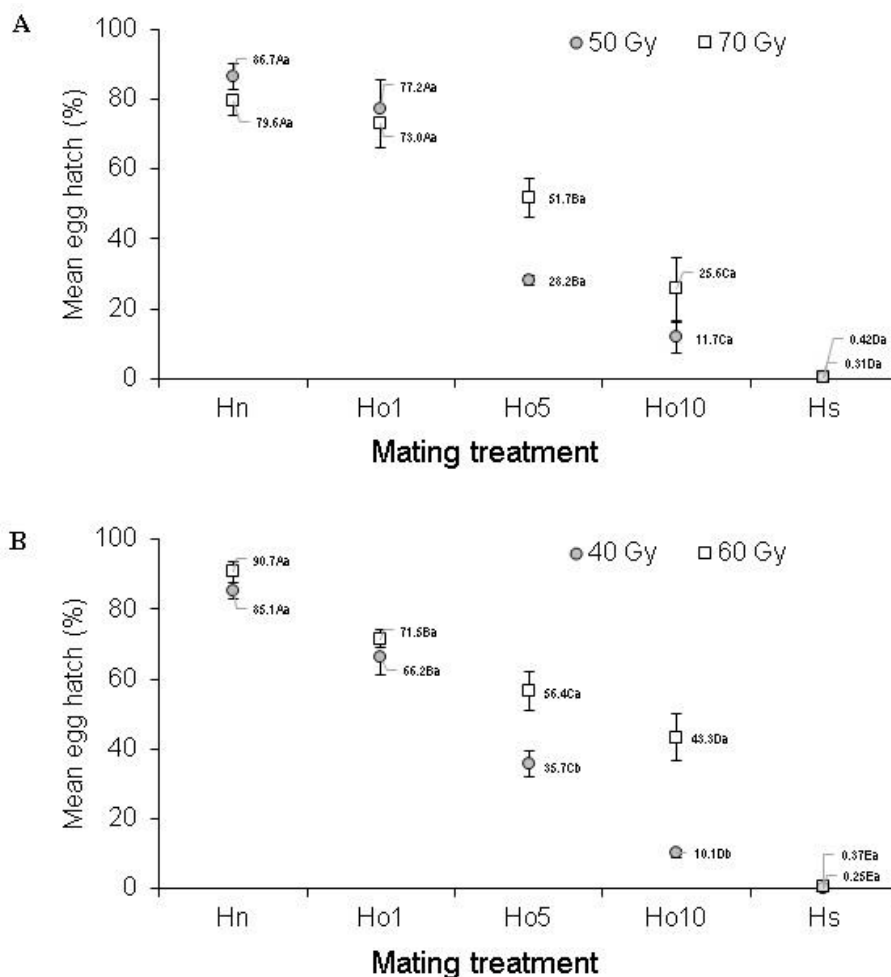 A
100
80
60
40
20
0
Mean egg hatch (%)
50 Gy 70 Gy
86.7Aa
79.6Aa
77.2Aa
73.0Aa
51.7Ba
28.2Ba
25.6Ca
11.7Ca
0.42Da
0.31Da
Hn Ho1 Ho5 Ho10 Hs
Mating treatment
B
100
80
60
40
20
0
Mean egg hatch (%)
40 Gy 60 Gy
90.7Aa
85.1Aa
71.5Ba
66.2Ba
56.4Ca
35.7Cb
43.3Da
10.1Db
0.37Ea
0.25Ea
Hn Ho1 Ho5 Ho10 Hs
Mating treatment